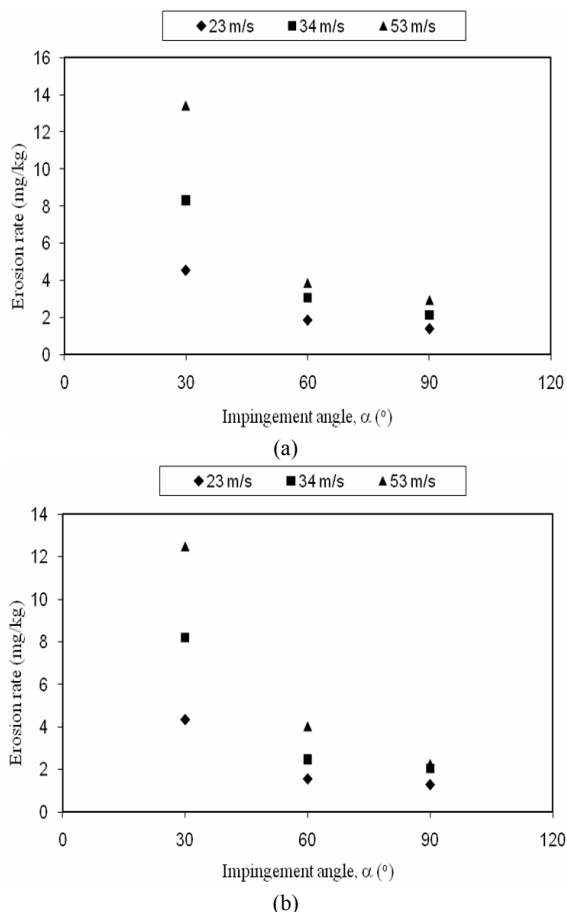 ◆ 23 m/s ■ 34 m/s ▲ 53 m/s
16
14
12
10
8
6
4
2
0
Erosion rate (mg/kg)
0 30 60 90 120
Impingement angle, α (°)
(a)
◆ 23 m/s ■ 34 m/s ▲ 53 m/s
14
12
10
8
6
4
2
0
Erosion rate (mg/kg)
0 30 60 90 120
Impingement angle, α (°)
(b)